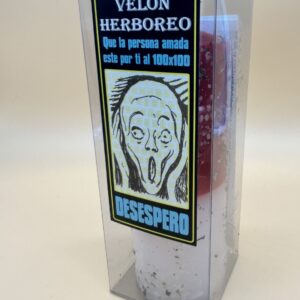 VELON
HERBOREO
Que la persona amada
este por ti al 100x100
DESESPERO